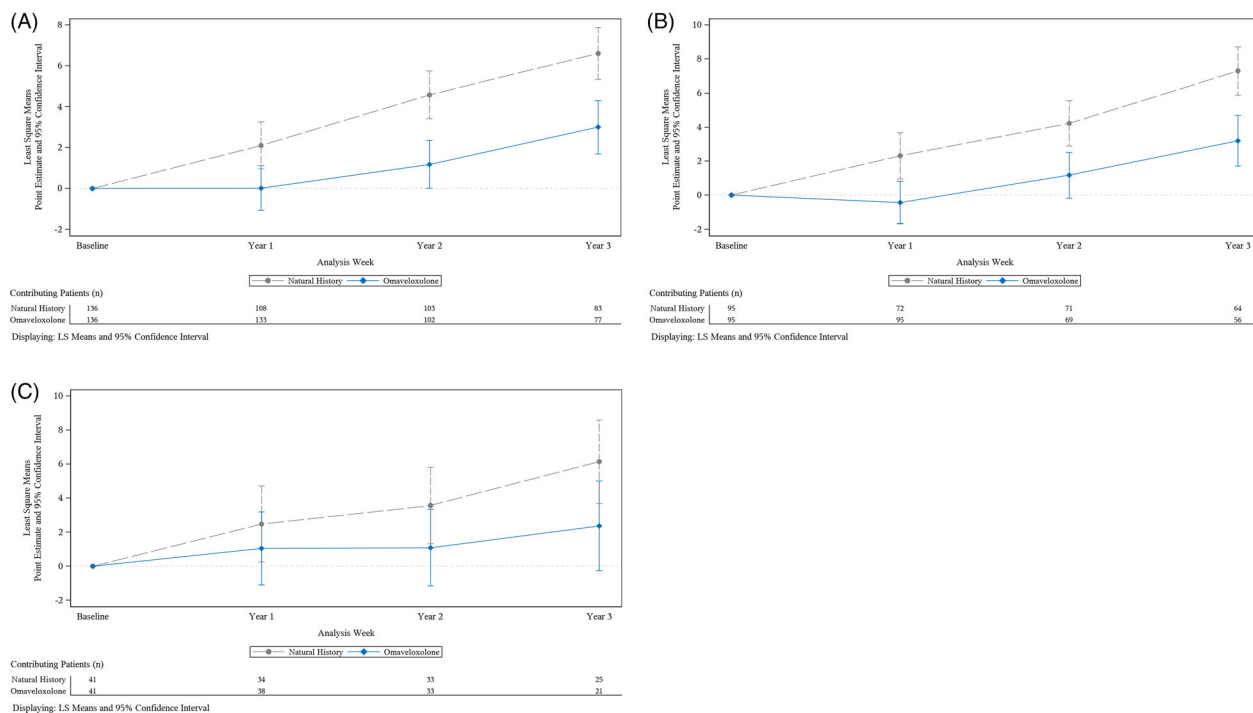 (A)
Least Square Means
Point Estimate and 95% Confidence Interval
8
6
4
2
0
-2
Baseline Year 1 Year 2 Year 3
Analysis Week
Natural History Omaveloxolone
Contributing Patients (n)
Natural History 136 108 105 83
Omaveloxolone 136 133 102 77
Displaying: LS Means and 95% Confidence Interval
(B)
Least Square Means
Point Estimate and 95% Confidence Interval
10
8
6
4
2
0
-2
Baseline Year 1 Year 2 Year 3
Analysis Week
Natural History Omaveloxolone
Contributing Patients (n)
Natural History 95 72 71 64
Omaveloxolone 95 95 69 56
Displaying: LS Means and 95% Confidence Interval
(C)
Least Square Means
Point Estimate and 95% Confidence Interval
10
8
6
4
2
0
-2
Baseline Year 1 Year 2 Year 3
Analysis Week
Natural History Omaveloxolone
Contributing Patients (n)
Natural History 41 34 33 25
Omaveloxolone 41 38 33 21
Displaying: LS Means and 95% Confidence Interval